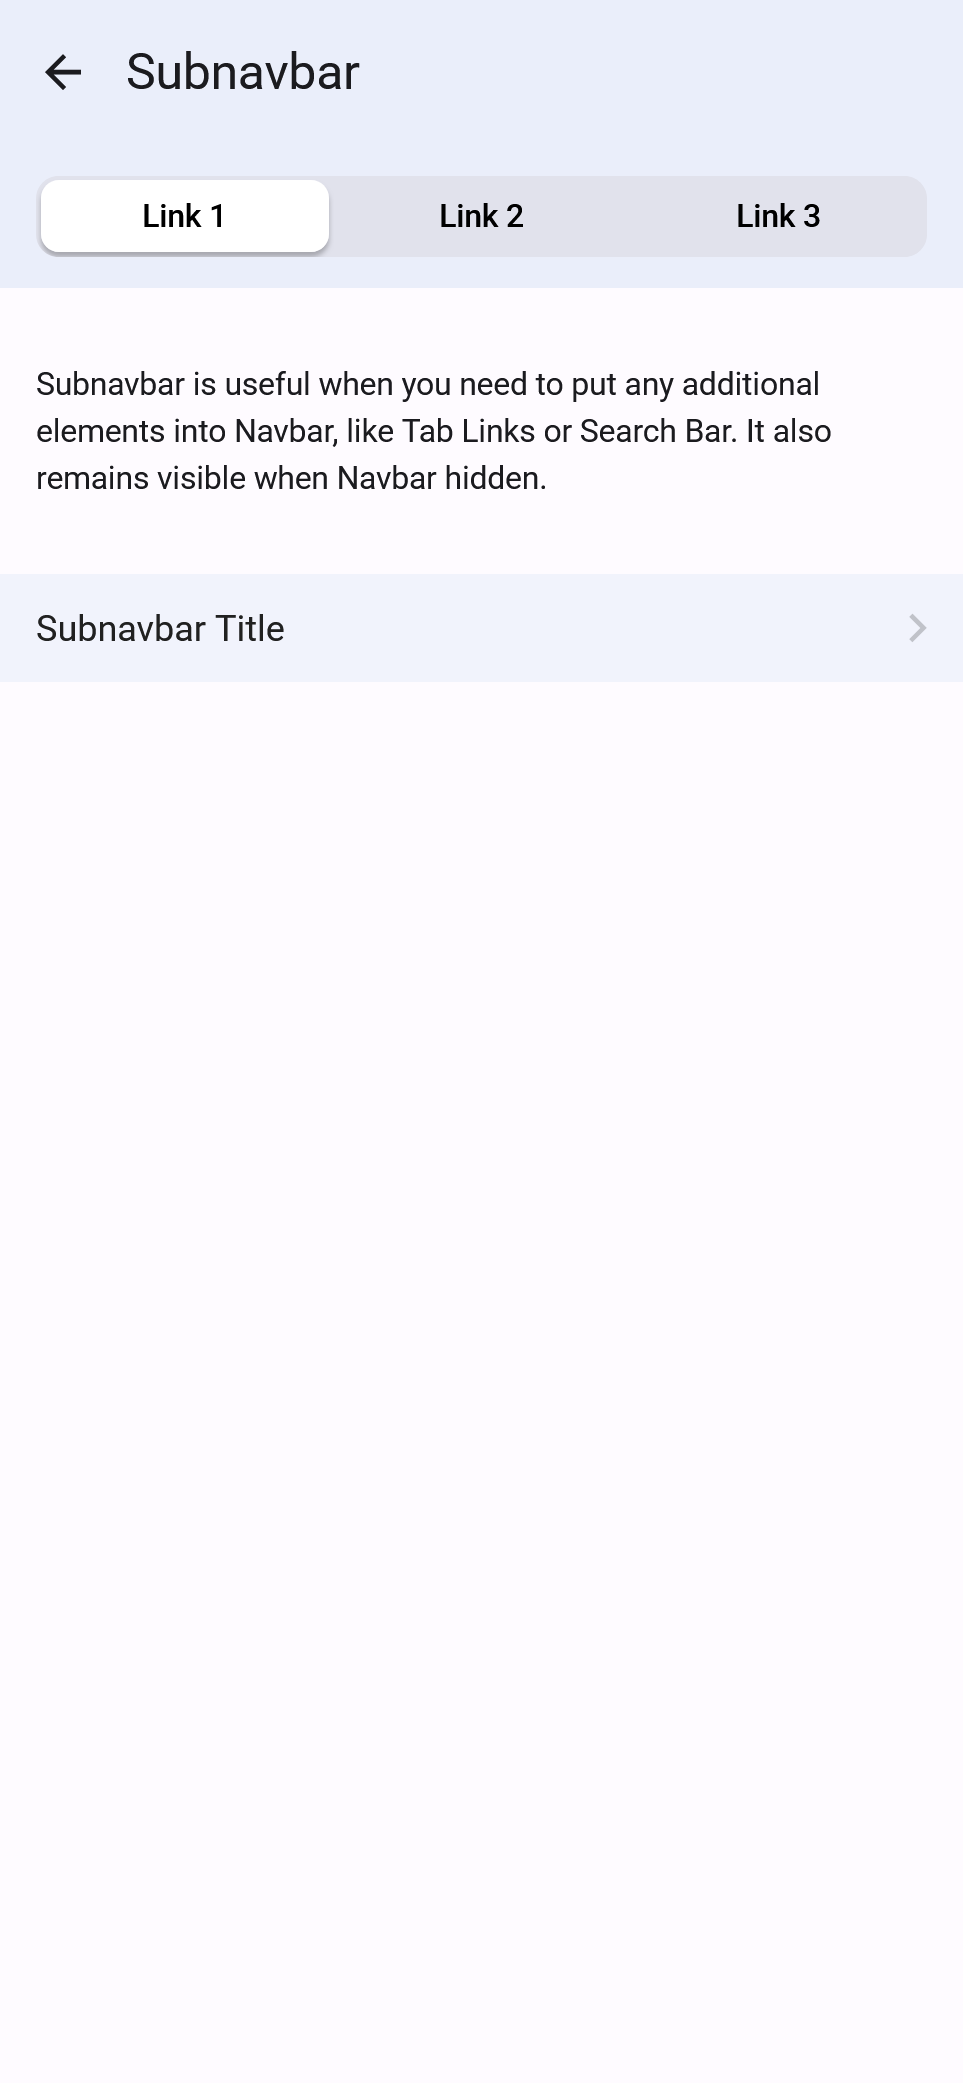 Subnavbar
Link 1
Link 2
Link 3
Subnavbar is useful when you need to put any additional
elements into Navbar, like Tab Links or Search Bar. It also
remains visible when Navbar hidden.
Subnavbar Title